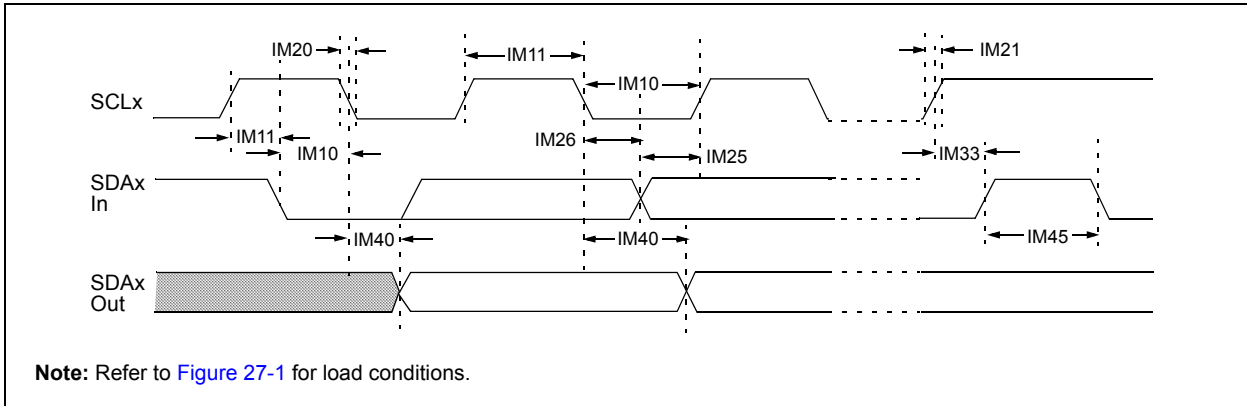 IM20
IM11
IM21
IM10
SCLx
IM11
IM26
IM10
IM25
IM33
SDAx
In
IM40
IM40
IM45
SDAx
Out
Note: Refer to Figure 27-1 for load conditions.